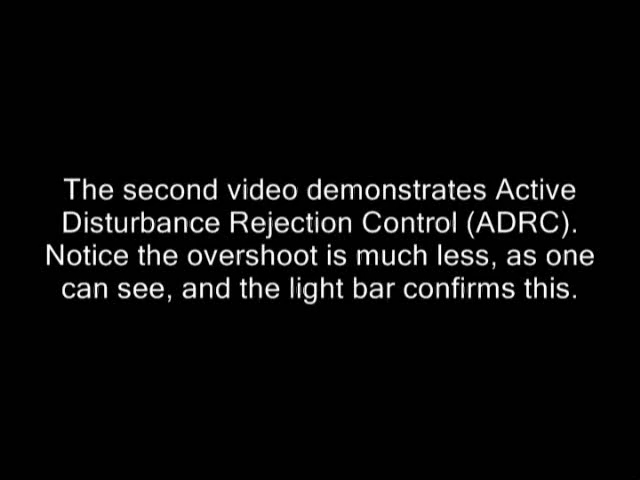 The second video demonstrates Active
Disturbance Rejection Control (ADRC).
Notice the overshoot is much less, as one
can see, and the light bar confirms this.